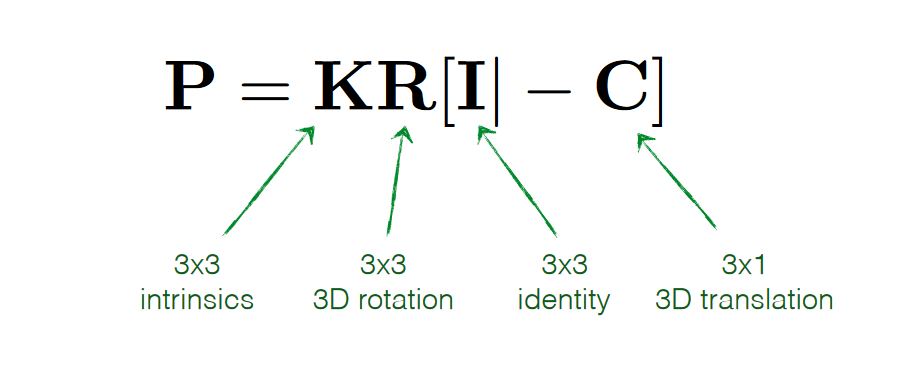 P = KR[I| − C]
3x3 3x3 3x3 3x1
intrinsics 3D rotation identity 3D translation